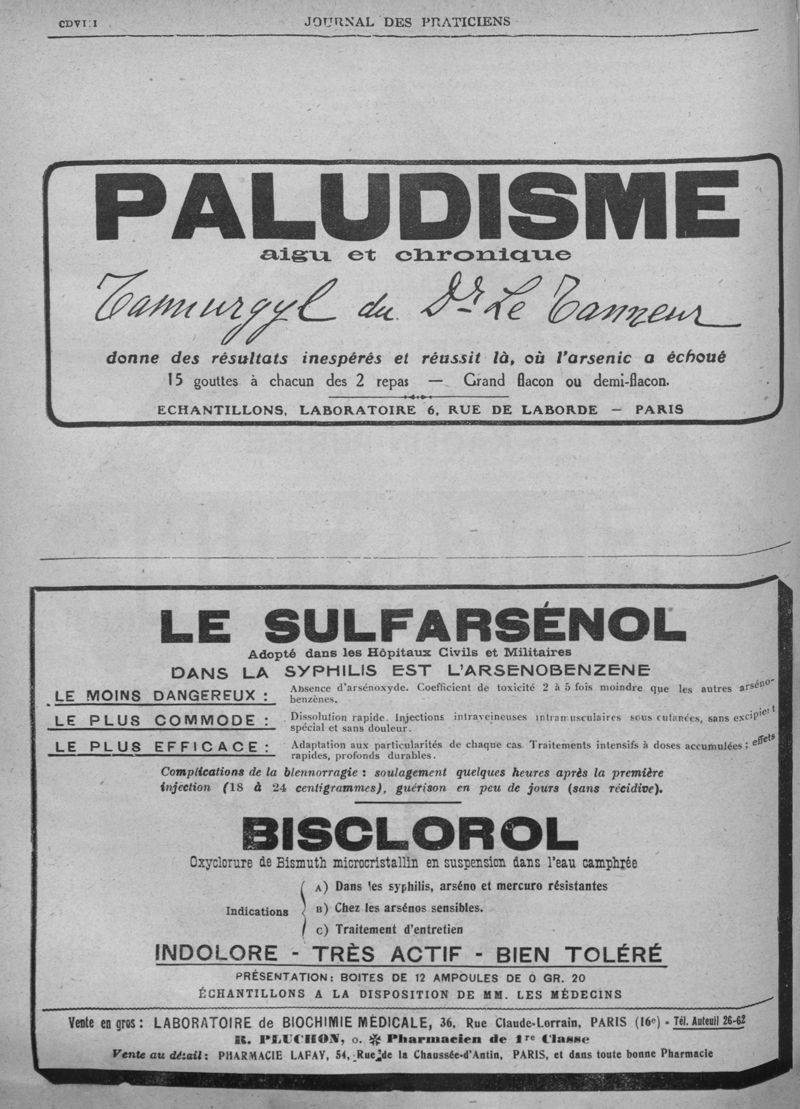 CDVI:I
JOURNAL DES PRATICIENS
PALUDISME
aigu et chronique
Tannurgyl du Dr Le Tanneur
donne des résultats inespérés et réussit là, où l'arsenic a échoué
15 gouttes à chacun des 2 repas — Grand flacon ou demi-flacon.
ECHANTILLONS, LABORATOIRE 6, RUE DE LABORDE — PARIS
LE SULFARSÉNOL
Adopté dans les Hôpitaux Civils et Militaires
DANS LA SYPHILIS EST L'ARSENOBENZENE
LE MOINS DANGEREUX : Absence d'arsénoxyde. Coefficient de toxicité 2 à 5 fois moindre que les autres arséno-
benzènes.
LE PLUS COMMODE : Dissolution rapide. Injections intraveineuses intramusculaires sous cutanées, sans excipient
spécial et sans douleur.
LE PLUS EFFICACE : Adaptation aux particularités de chaque cas. Traitements intensifs à doses accumulées ; effets
rapides, profonds durables.
Complications de la blennorragie : soulagement quelques heures après la première
injection (18 à 24 centigrammes), guérison en peu de jours (sans récidive).
BISCLOROL
Oxyclorure de Bismuth microcristallin en suspension dans l'eau camphrée
Indications
A) Dans les syphilis, arséno et mercuro résistantes
B) Chez les arsénos sensibles.
C) Traitement d'entretien
INDOLORE - TRÈS ACTIF - BIEN TOLÉRÉ
PRÉSENTATION: BOITES DE 12 AMPOULES DE 0 GR. 20
ÉCHANTILLONS A LA DISPOSITION DE MM. LES MÉDECINS
Vente en gros : LABORATOIRE de BIOCHIMIE MÉDICALE, 36, Rue Claude-Lorrain, PARIS (16e) - Tél. Auteuil 26-62
R. PLUCHON, O. ✻ Pharmacien de 1re Classe
Vente au détail : PHARMACIE LAFAY, 54, Rue de la Chaussée-d'Antin, PARIS, et dans toute bonne Pharmacie